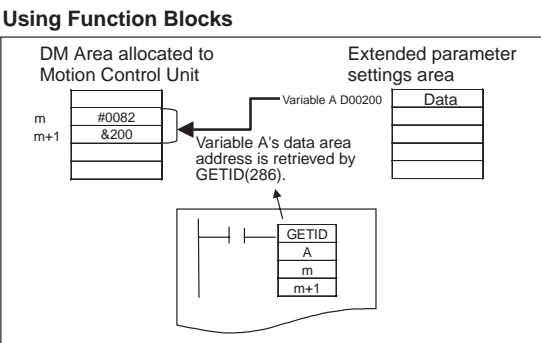 Using Function Blocks
DM Area allocated to
Motion Control Unit
Extended parameter
settings area
Variable A D00200
Data
m
#0082
m+1
&200
Variable A's data area
address is retrieved by
GETID(286).
GETID
A
m
m+1